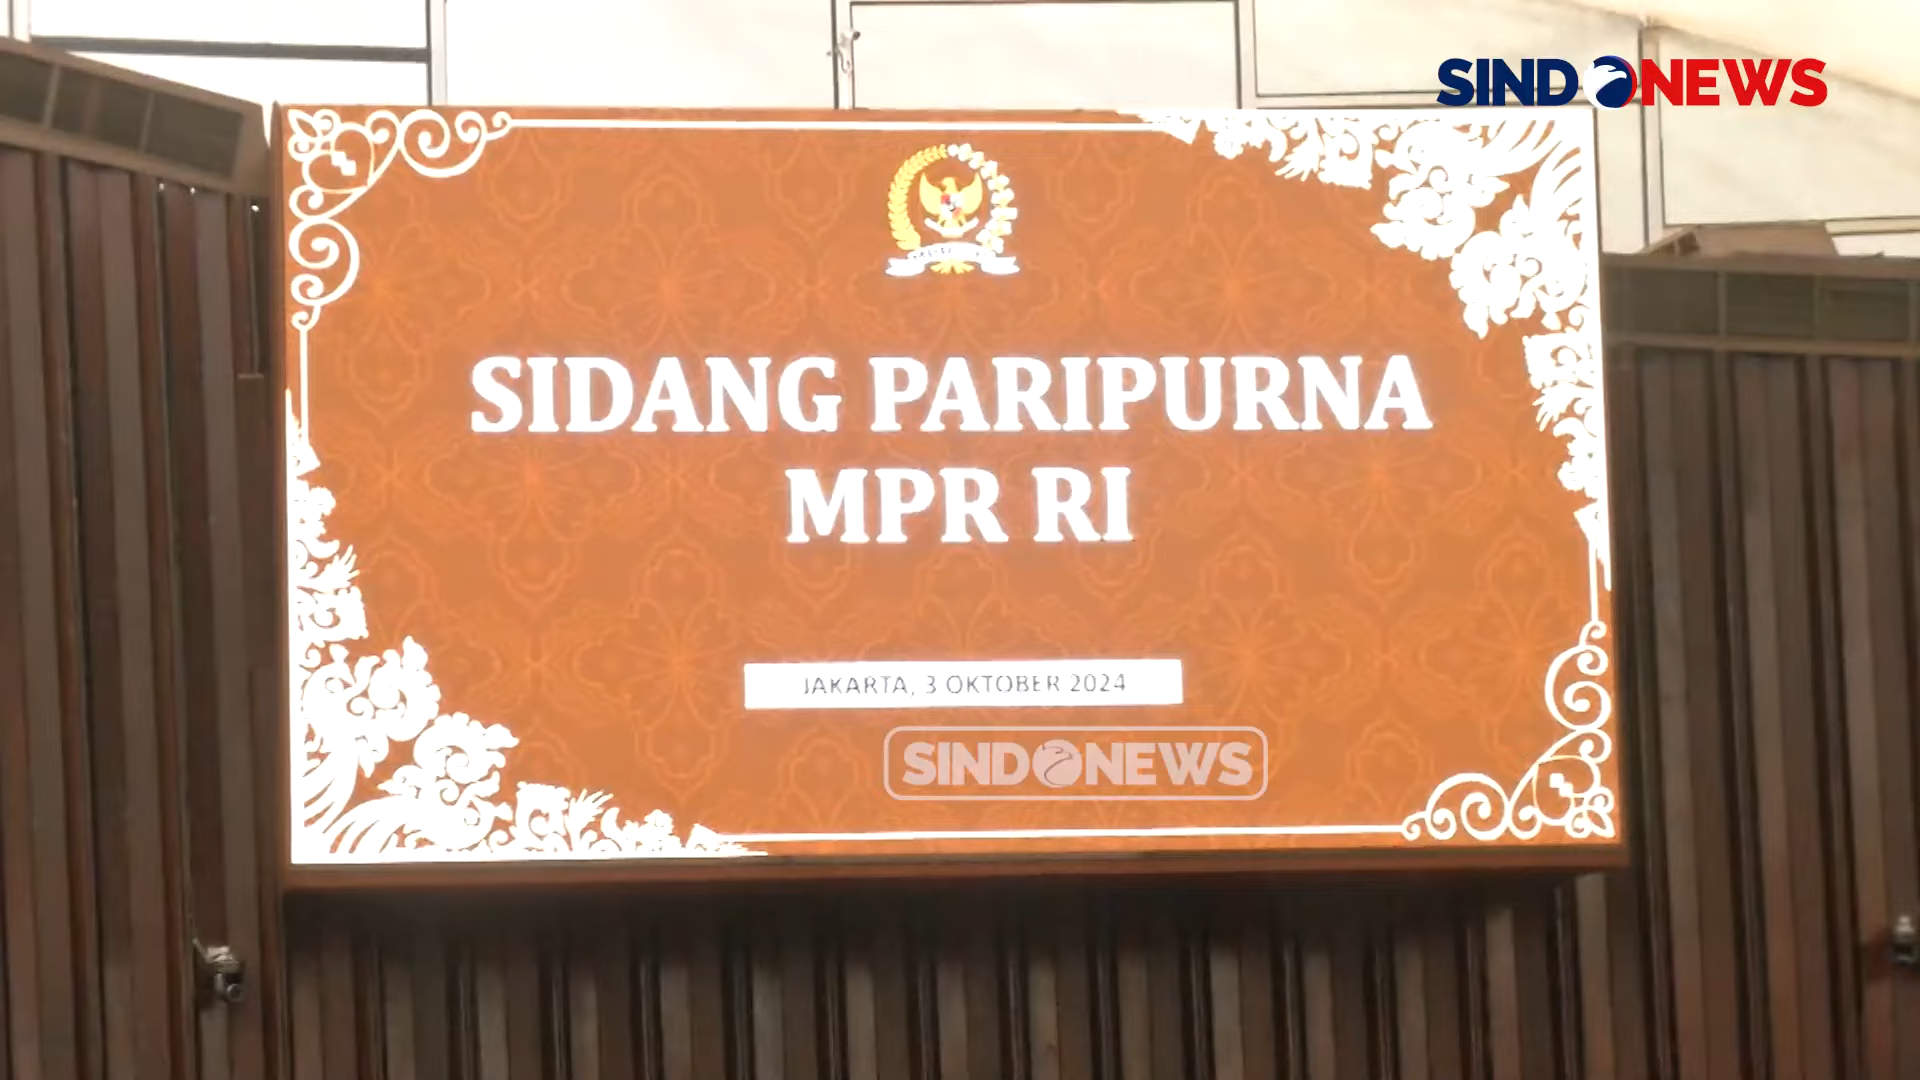 SINDONEWS
SIDANG PARIPURNA
MPR RI
JAKARTA, 3 OKTOBER 2024
SINDONEWS